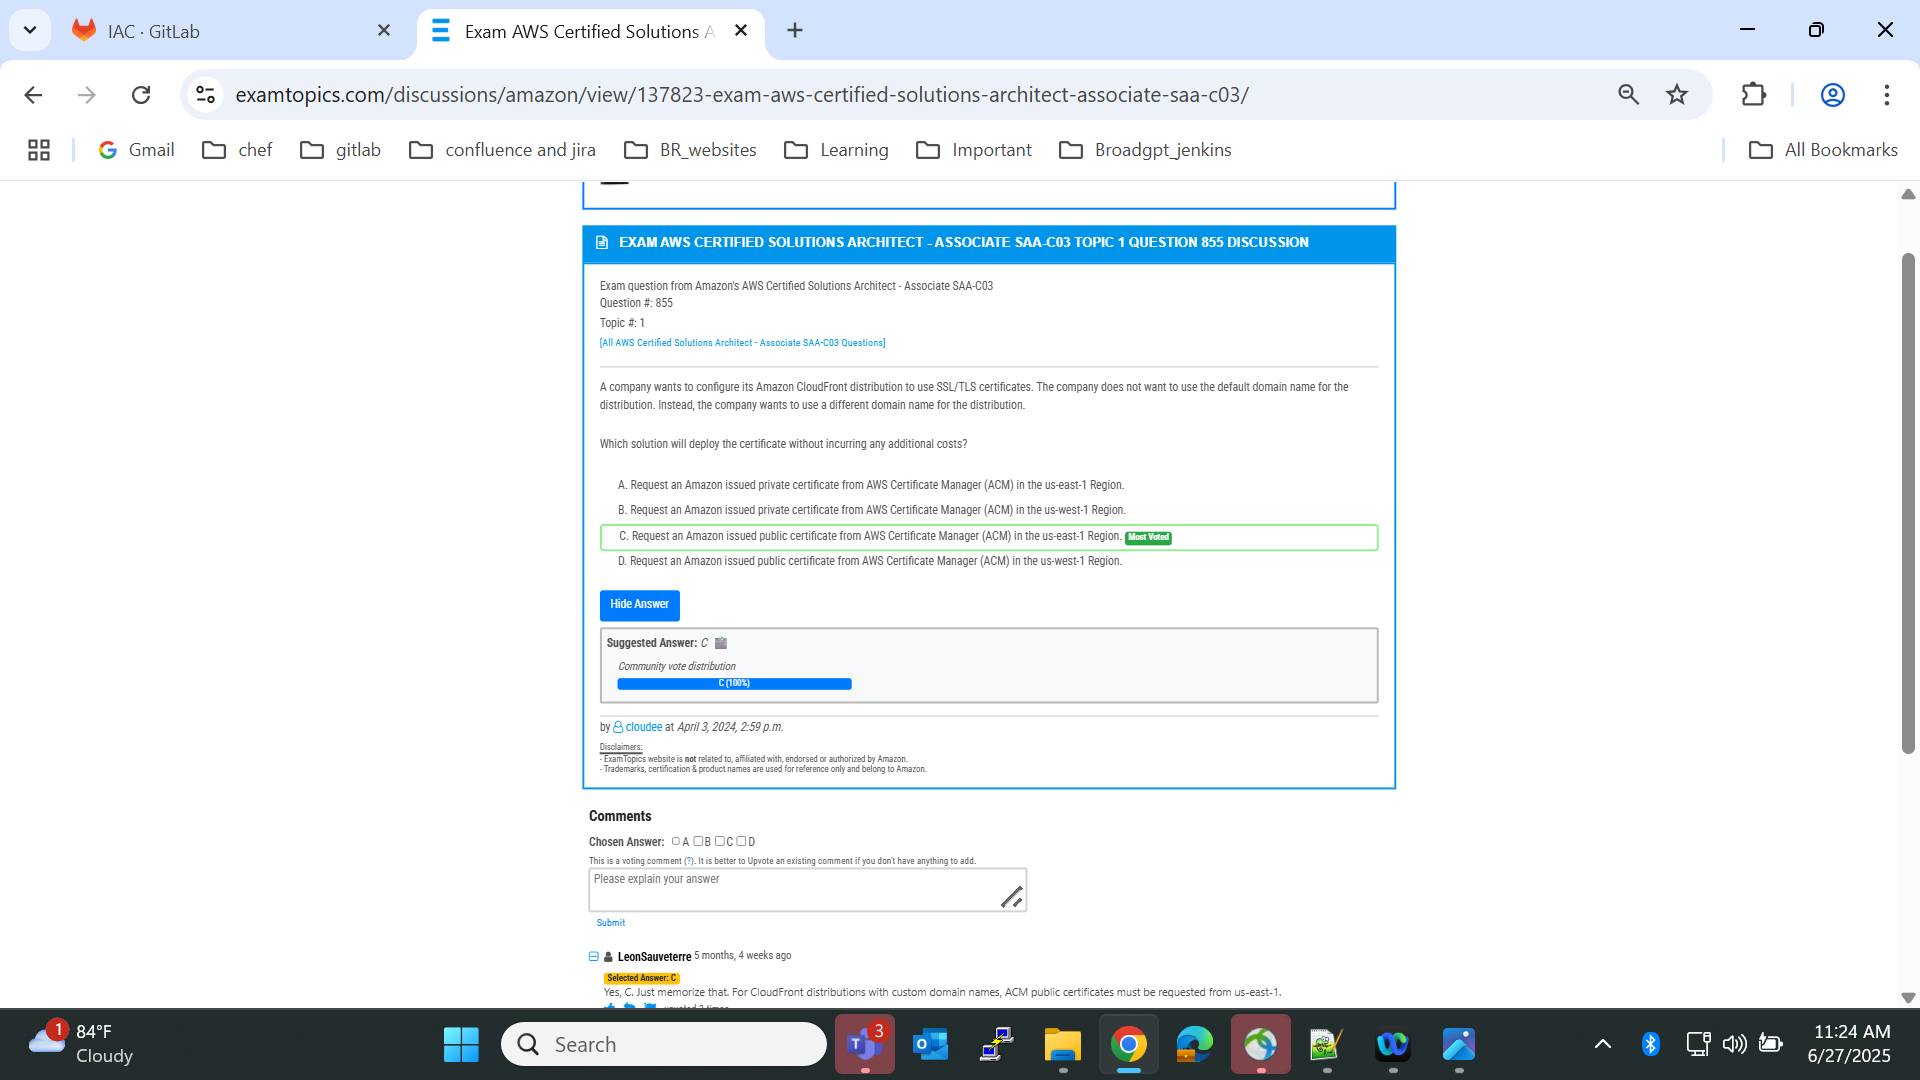 IAC · GitLab
Exam AWS Certified Solutions A
examtopics.com/discussions/amazon/view/137823-exam-aws-certified-solutions-architect-associate-saa-c03/
Gmail
chef
gitlab
confluence and jira
BR_websites
Learning
Important
Broadgpt_jenkins
All Bookmarks
EXAM AWS CERTIFIED SOLUTIONS ARCHITECT - ASSOCIATE SAA-C03 TOPIC 1 QUESTION 855 DISCUSSION
Exam question from Amazon's AWS Certified Solutions Architect - Associate SAA-C03
Question #: 855
Topic #: 1
[All AWS Certified Solutions Architect - Associate SAA-C03 Questions]
A company wants to configure its Amazon CloudFront distribution to use SSL/TLS certificates. The company does not want to use the default domain name for the
distribution. Instead, the company wants to use a different domain name for the distribution.
Which solution will deploy the certificate without incurring any additional costs?
A. Request an Amazon issued private certificate from AWS Certificate Manager (ACM) in the us-east-1 Region.
B. Request an Amazon issued private certificate from AWS Certificate Manager (ACM) in the us-west-1 Region.
C. Request an Amazon issued public certificate from AWS Certificate Manager (ACM) in the us-east-1 Region. Most Voted
D. Request an Amazon issued public certificate from AWS Certificate Manager (ACM) in the us-west-1 Region.
Hide Answer
Suggested Answer: C
Community vote distribution
C (100%)
by cloudee at April 3, 2024, 2:59 p.m.
Disclaimers:
- ExamTopics website is not related to, affiliated with, endorsed or authorized by Amazon.
- Trademarks, certification & product names are used for reference only and belong to Amazon.
Comments
Chosen Answer: A B C D
This is a voting comment (?). It is better to Upvote an existing comment if you don't have anything to add.
Please explain your answer
Submit
LeonSauveterre 5 months, 4 weeks ago
Selected Answer: C
Yes, C. Just memorize that. For CloudFront distributions with custom domain names, ACM public certificates must be requested from us-east-1.
1
84°F
Cloudy
Search
3
11:24 AM
6/27/2025